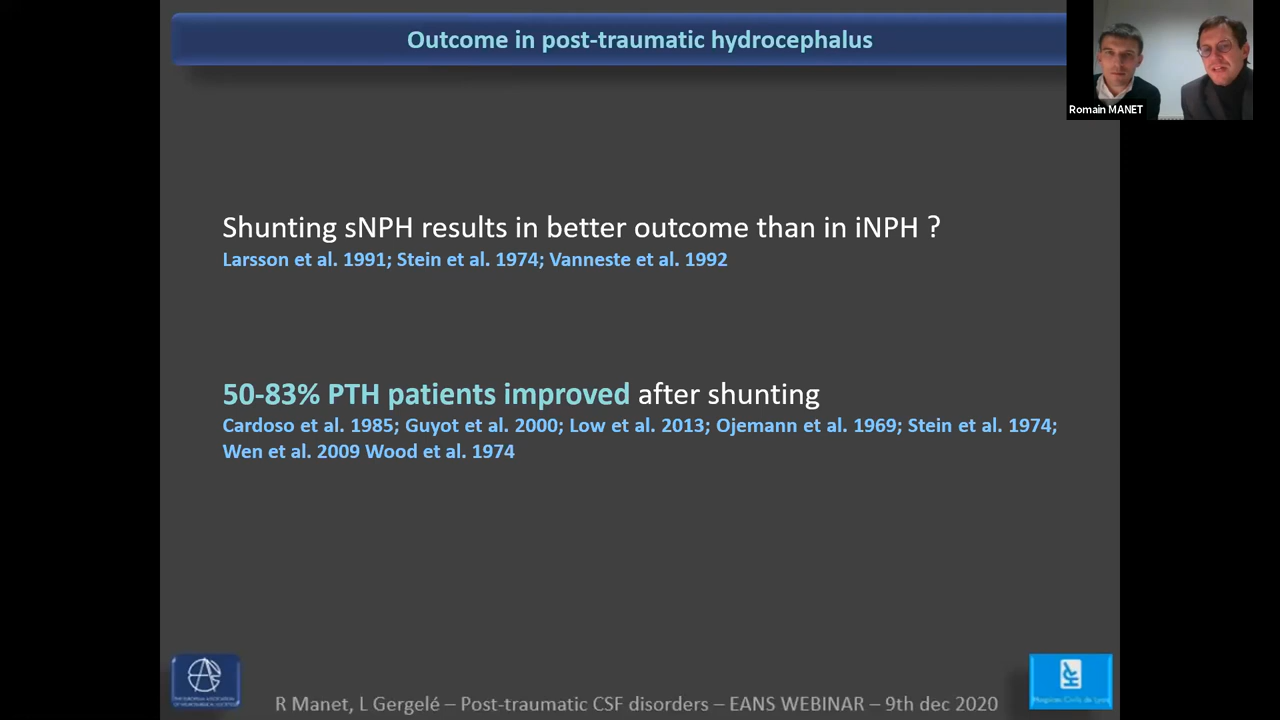 Outcome in post-traumatic hydrocephalus
Romain MANET
Shunting sNPH results in better outcome than in iNPH ?
Larsson et al. 1991; Stein et al. 1974; Vanneste et al. 1992
50-83% PTH patients improved after shunting
Cardoso et al. 1985; Guyot et al. 2000; Low et al. 2013; Ojemann et al. 1969; Stein et al. 1974;
Wen et al. 2009 Wood et al. 1974
R Manet, L Gergelé – Post-traumatic CSF disorders – EANS WEBINAR – 9th dec 2020